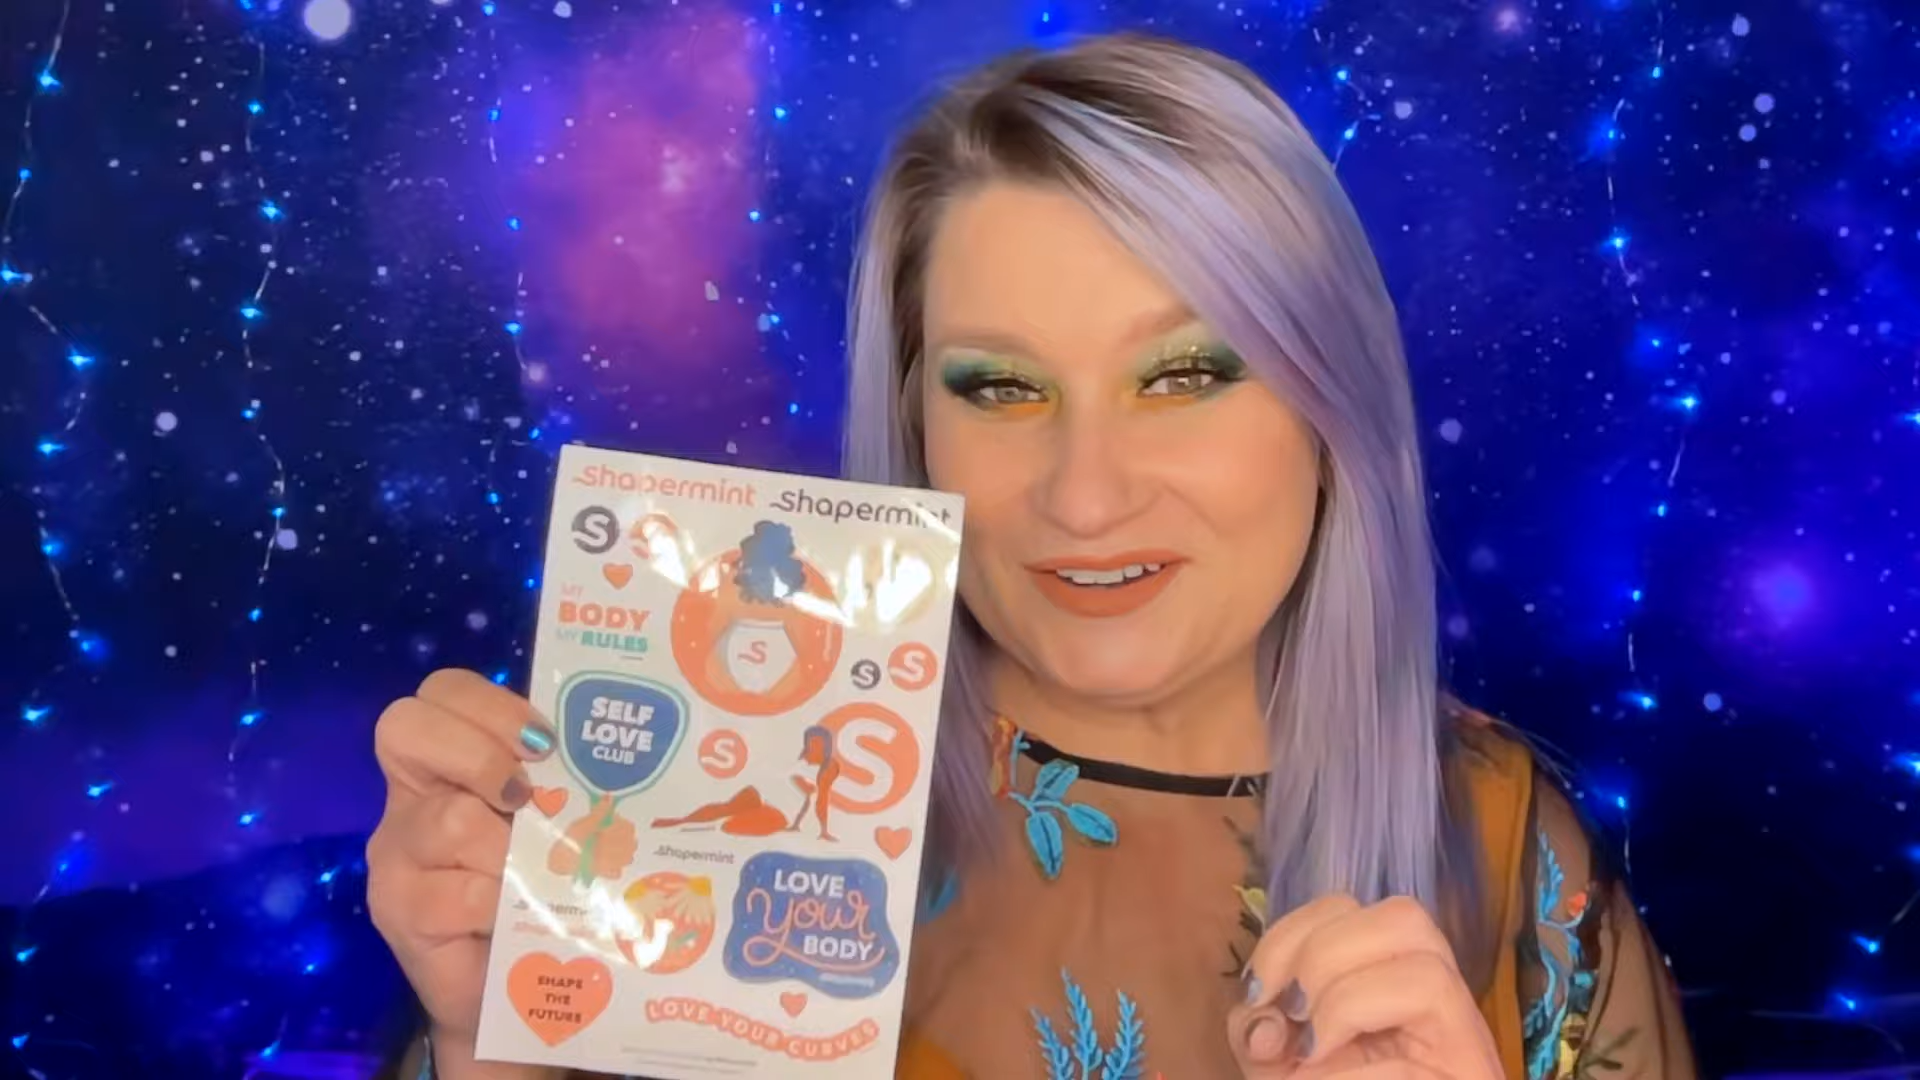 shapermint shapermint
S
S
MY
BODY
MY RULES
S
S
S
SELF
LOVE
CLUB
S
S
shapermint
LOVE
your
BODY
SHAPE
THE
FUTURE
LOVE YOUR CURVES